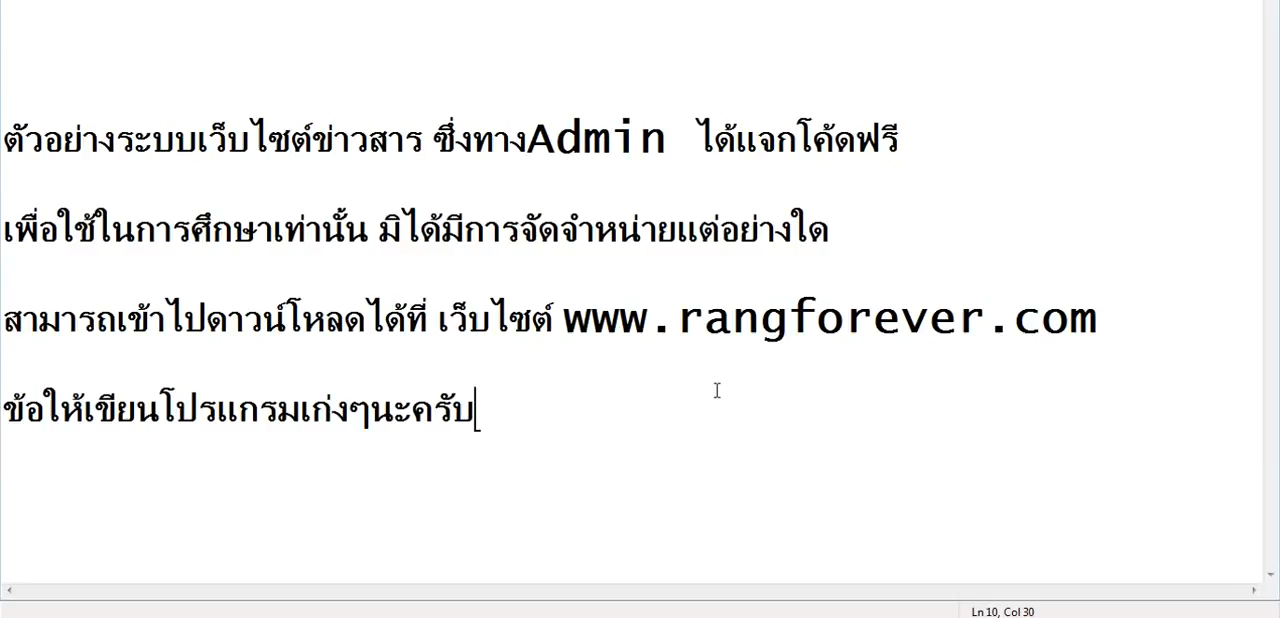 ตัวอย่างระบบเว็บไซต์ข่าวสาร ซึ่งทางAdmin ได้แจกโค้ดฟรี
เพื่อใช้ในการศึกษาเท่านั้น มิได้มีการจัดจำหน่ายแต่อย่างใด
สามารถเข้าไปดาวน์โหลดได้ที่ เว็บไซต์ www.rangforever.com
ข้อให้เขียนโปรแกรมเก่งๆนะครับ
Ln 10, Col 30